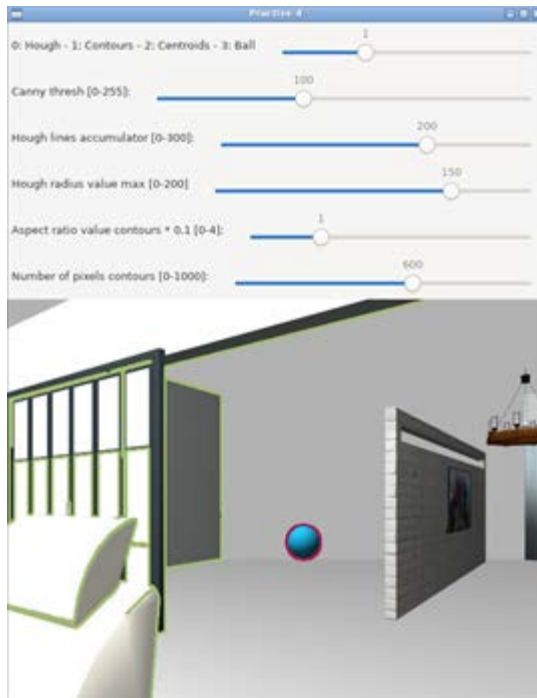 Practise 4
0: Hough - 1: Contours - 2: Centroids - 3: Ball
1
Canny thresh [0-255]:
100
Hough lines accumulator [0-300]:
200
Hough radius value max [0-200]
150
Aspect ratio value contours * 0.1 [0-4]:
1
Number of pixels contours [0-1000]:
600